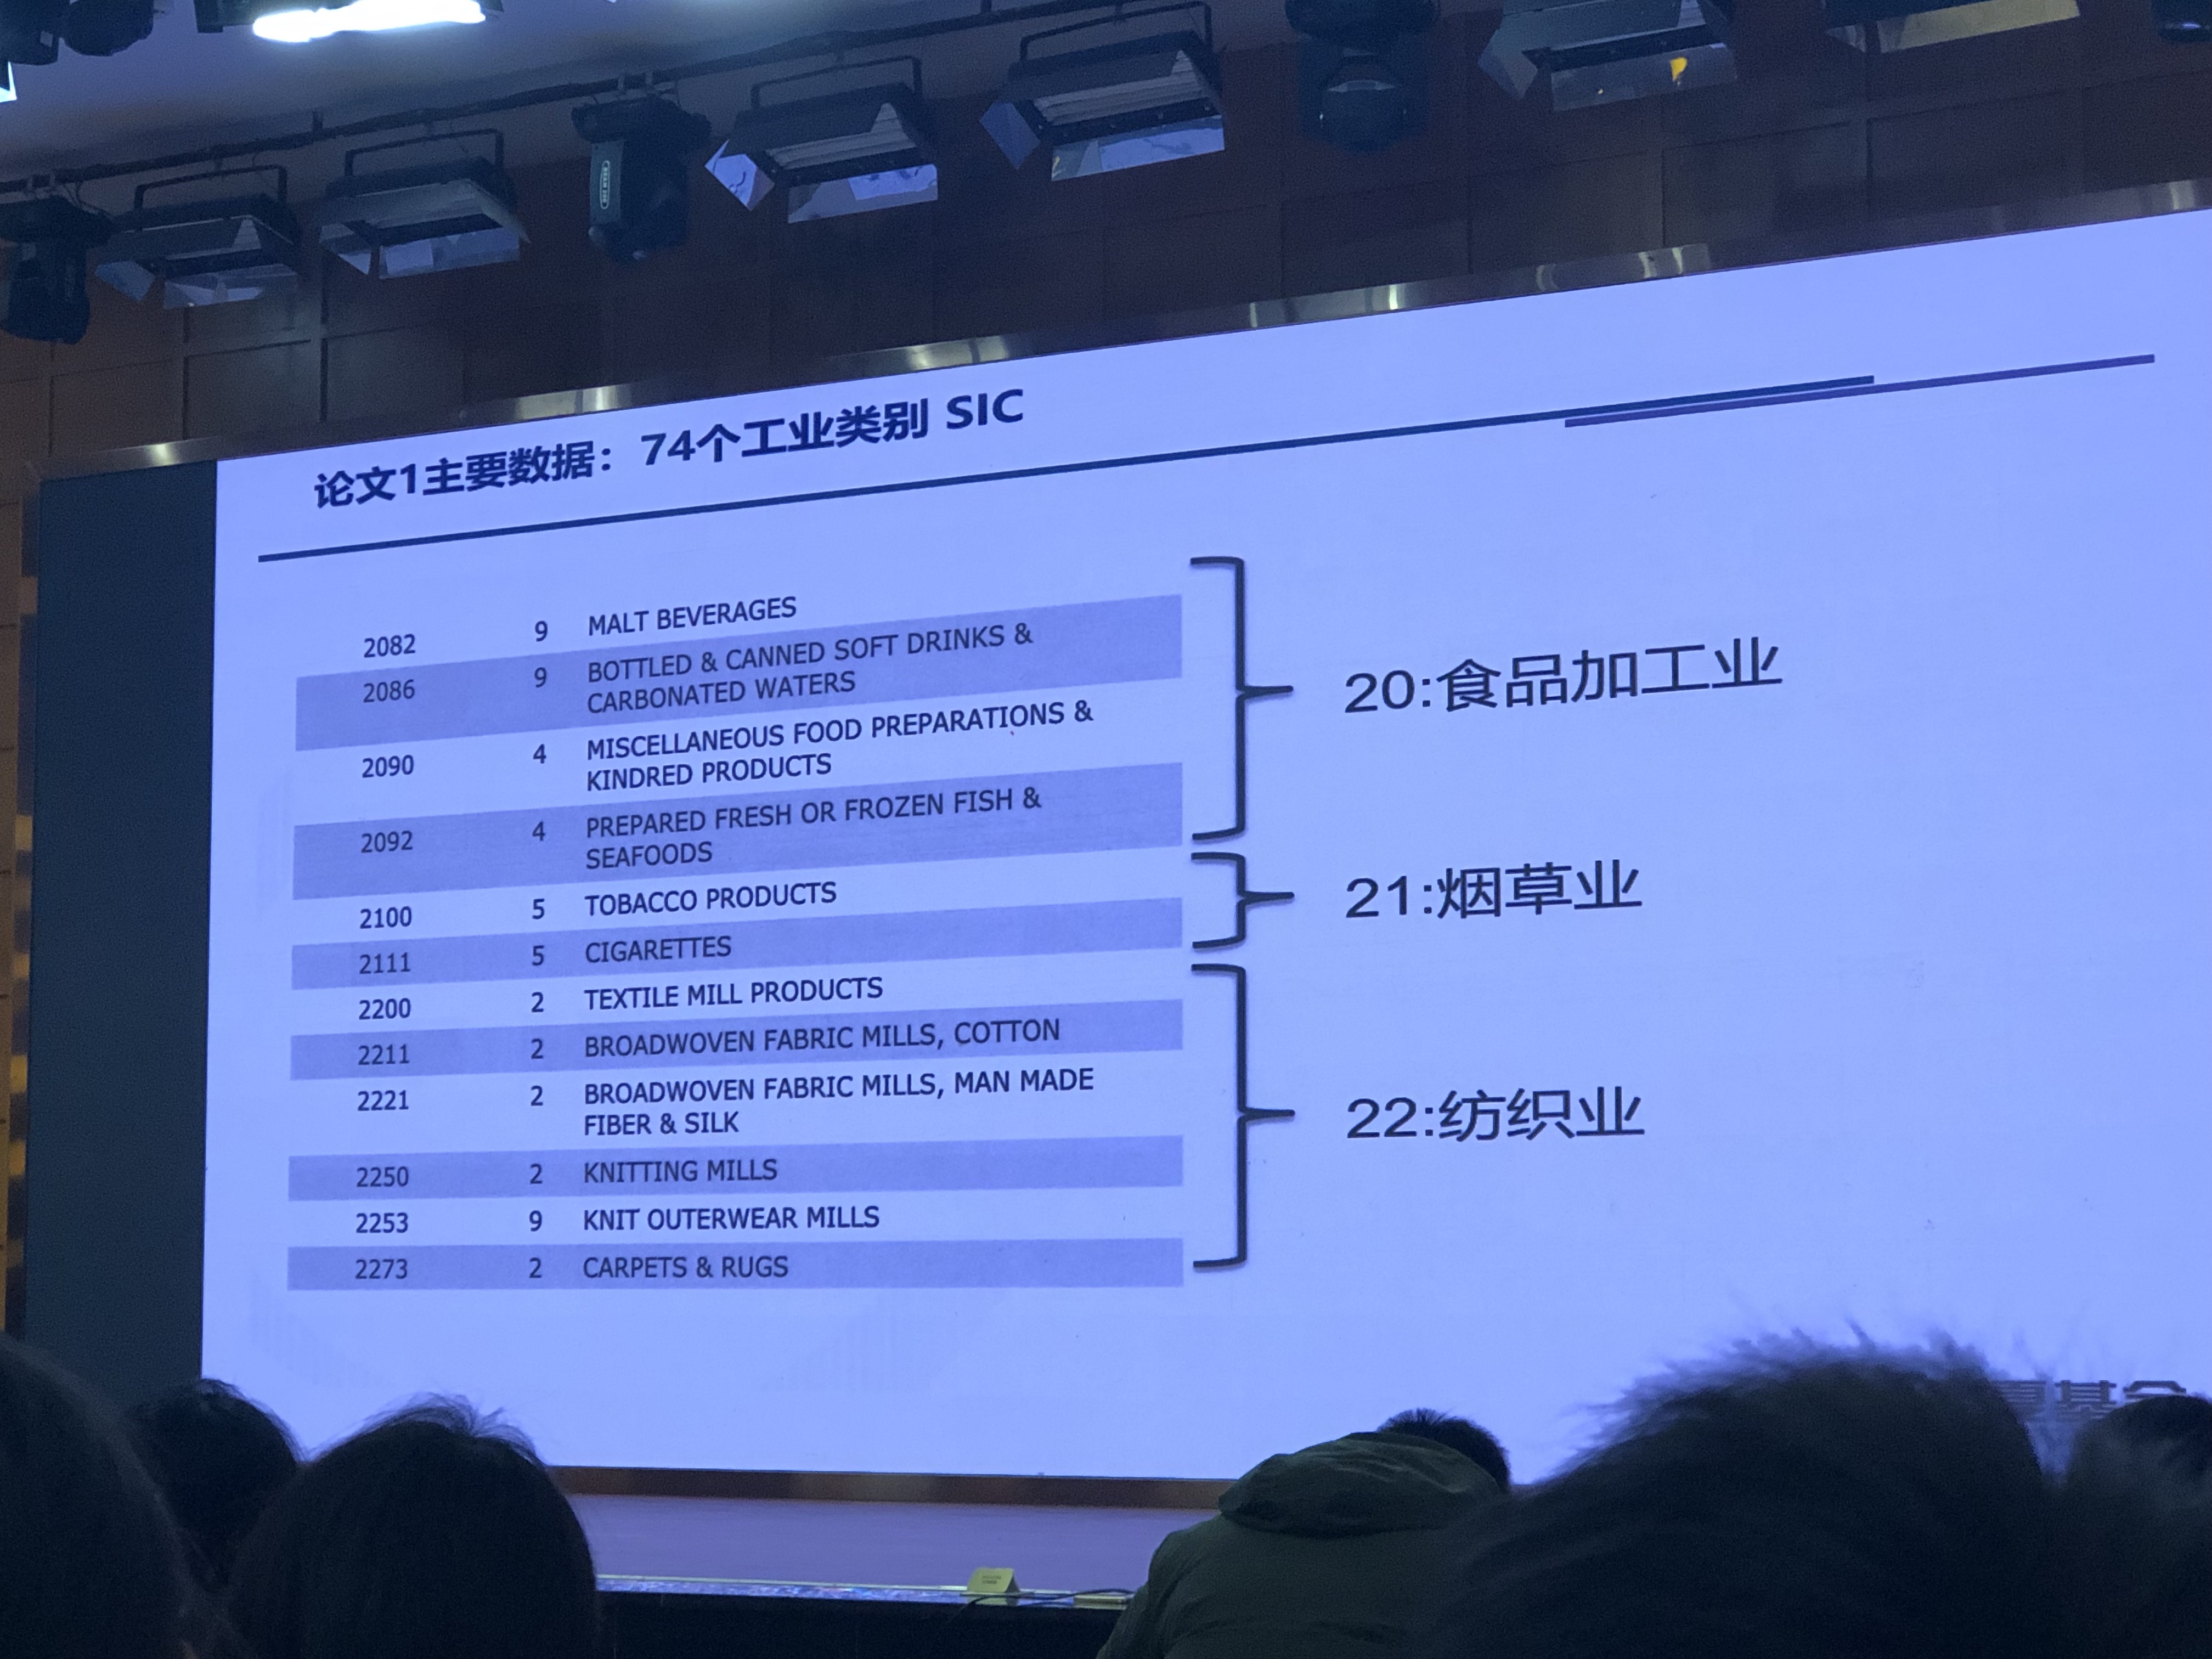 论文1主要数据：74个工业类别 SIC
2082 9 MALT BEVERAGES
2086 9 BOTTLED & CANNED SOFT DRINKS &
CARBONATED WATERS
2090 4 MISCELLANEOUS FOOD PREPARATIONS &
KINDRED PRODUCTS
2092 4 PREPARED FRESH OR FROZEN FISH &
SEAFOODS
2100 5 TOBACCO PRODUCTS
2111 5 CIGARETTES
2200 2 TEXTILE MILL PRODUCTS
2211 2 BROADWOVEN FABRIC MILLS, COTTON
2221 2 BROADWOVEN FABRIC MILLS, MAN MADE
FIBER & SILK
2250 2 KNITTING MILLS
2253 9 KNIT OUTERWEAR MILLS
2273 2 CARPETS & RUGS
20:食品加工业
21:烟草业
22:纺织业